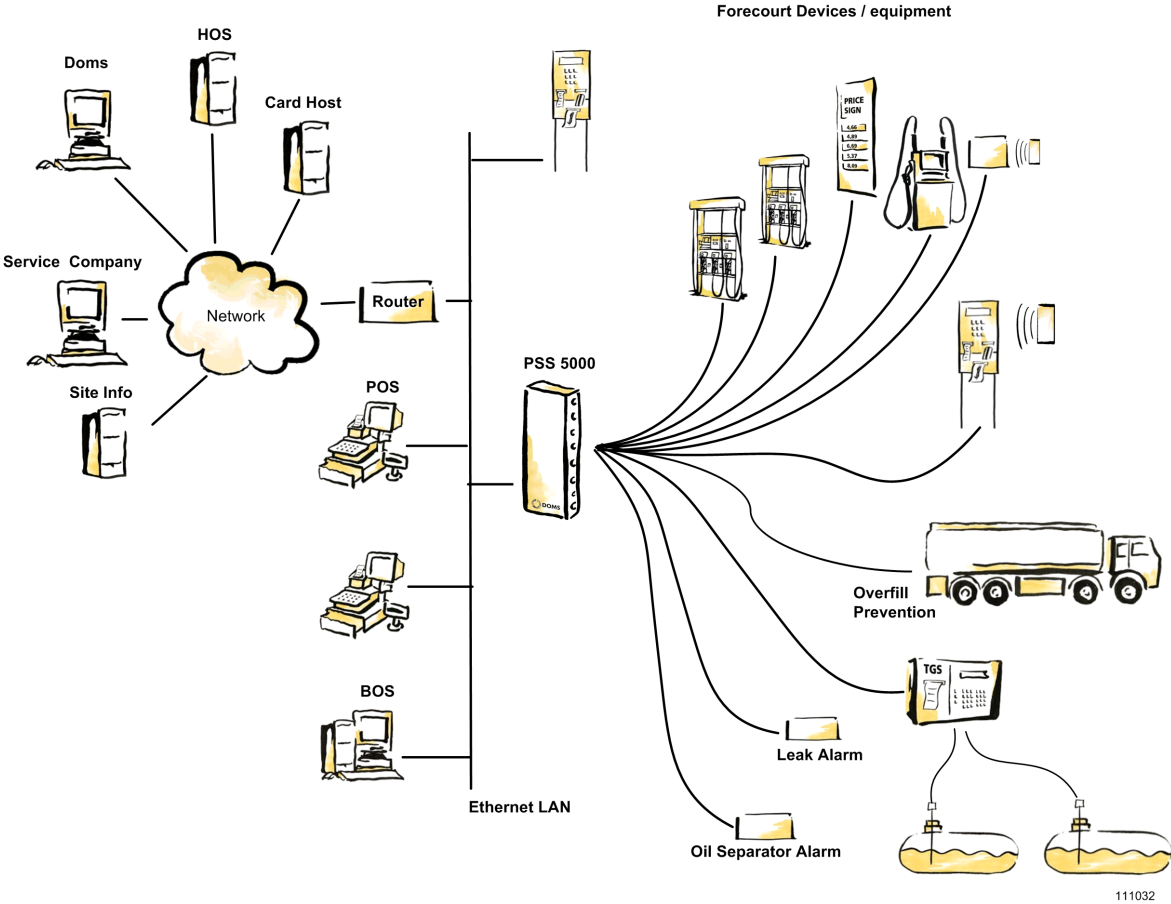 Forecourt Devices / equipment
HOS
Doms
Card Host
PRICE
SIGN
4,66
4,89
6,69
5,37
8,69
Service Company
Network
Router
PSS 5000
Site Info
POS
DOMS
Overfill
Prevention
TGS
BOS
Leak Alarm
Ethernet LAN
Oil Separator Alarm
111032